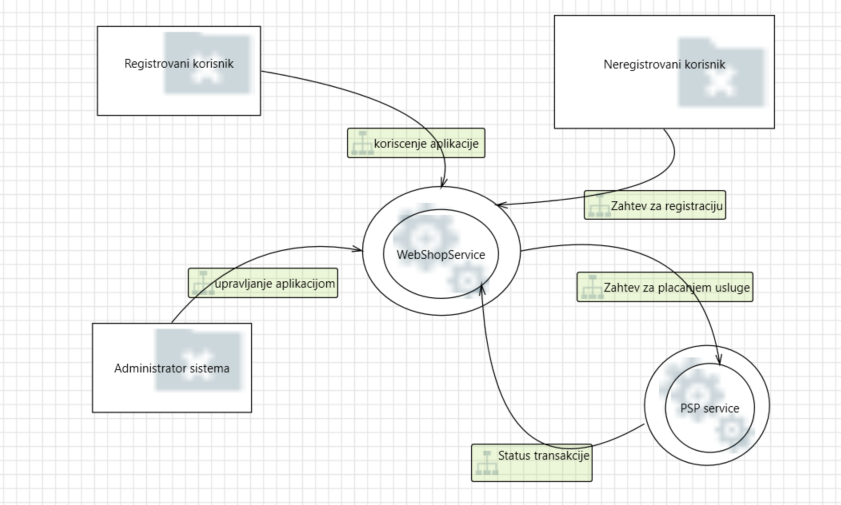 Registrovani korisnik
Neregistrovani korisnik
koriscenje aplikacije
Zahtev za registraciju
WebShopService
upravljanje aplikacijom
Zahtev za placanjem usluge
Administrator sistema
PSP service
Status transakcije